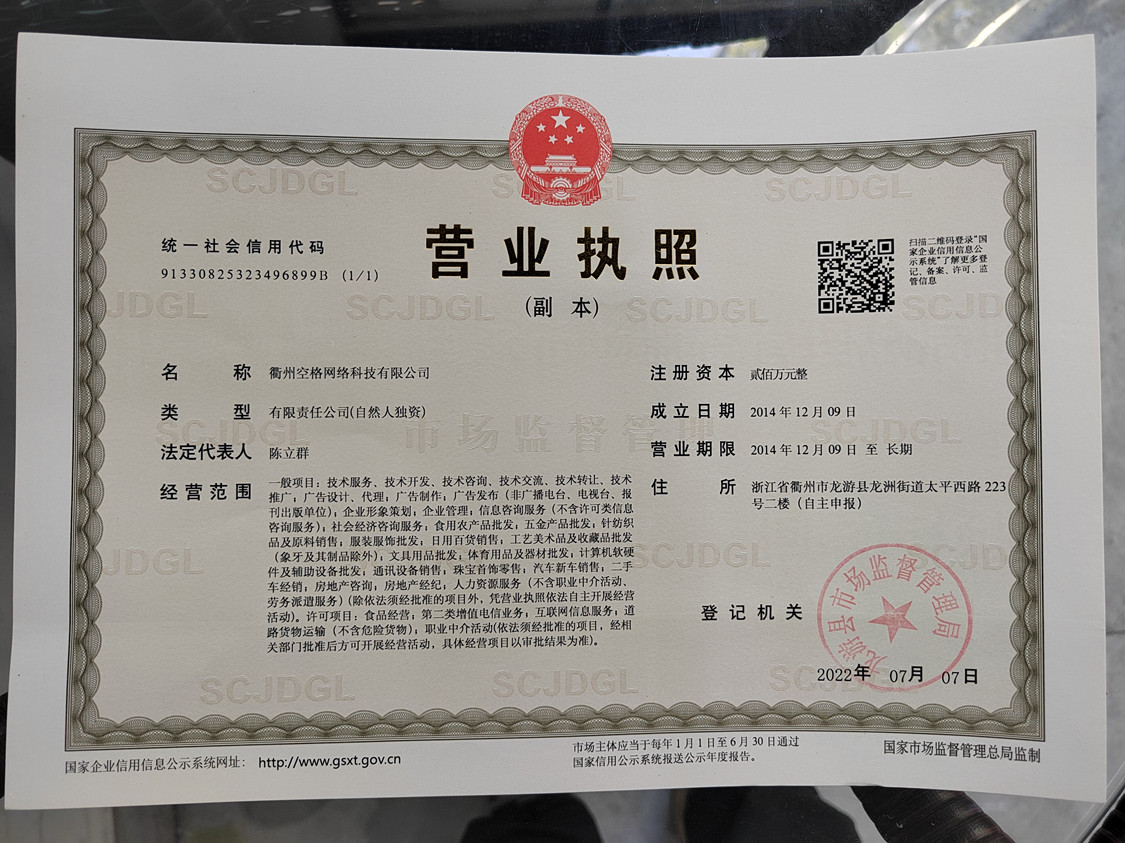 统一社会信用代码
91330825323496899B (1/1)
营业执照
(副 本)
扫描二维码登录“国
家企业信用信息公
示系统”了解更多登
记、备案、许可、监
管信息
名 称 衢州空格网络科技有限公司
类 型 有限责任公司(自然人独资)
法定代表人 陈立群
经营范围 一般项目：技术服务、技术开发、技术咨询、技术交流、技术转让、技术
推广；广告设计、代理；广告制作；广告发布（非广播电台、电视台、报
刊出版单位）；企业形象策划；企业管理；信息咨询服务（不含许可类信息
咨询服务）；社会经济咨询服务；食用农产品批发；五金产品批发；针纺织
品及原料销售；服装服饰批发；日用百货销售；工艺美术品及收藏品批发
（象牙及其制品除外）；文具用品批发；体育用品及器材批发；计算机软硬
件及辅助设备批发；通讯设备销售；珠宝首饰零售；汽车新车销售；二手
车经销；房地产咨询；房地产经纪；人力资源服务（不含职业中介活动、
劳务派遣服务）(除依法须经批准的项目外，凭营业执照依法自主开展经营
活动)。许可项目：食品经营；第二类增值电信业务；互联网信息服务；道
路货物运输（不含危险货物）；职业中介活动(依法须经批准的项目，经相
关部门批准后方可开展经营活动，具体经营项目以审批结果为准)。
注册资本 贰佰万元整
成立日期 2014年12月09日
营业期限 2014年12月09日 至 长期
住 所 浙江省衢州市龙游县龙洲街道太平西路223
号二楼（自主申报）
登记机关
龙游县市场监督管理局
2022年 07月 07日
SCJDGL SCJDGL SCJDGL
SCJDGL SCJDGL SCJDGL SCJDGL
SCJDGL 市场监督管理 SCJDGL
SCJDGL SCJDGL SCJDGL
SCJDGL SCJDGL SCJDGL
国家企业信用信息公示系统网址： http://www.gsxt.gov.cn
市场主体应当于每年1月1日至6月30日通过
国家信用公示系统报送公示年度报告。
国家市场监督管理总局监制